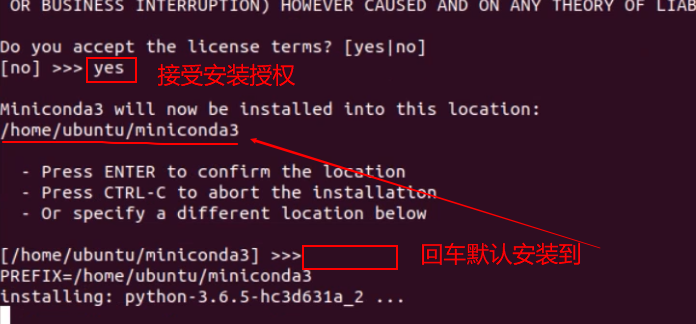 OR BUSINESS INTERRUPTION) HOWEVER CAUSED AND ON ANY THEORY OF LIAB
Do you accept the license terms? [yes|no]
[no] >>> yes 接受安装授权
Miniconda3 will now be installed into this location:
/home/ubuntu/miniconda3
- Press ENTER to confirm the location
- Press CTRL-C to abort the installation
- Or specify a different location below
[/home/ubuntu/miniconda3] >>> 回车默认安装到
PREFIX=/home/ubuntu/miniconda3
installing: python-3.6.5-hc3d631a_2 ...